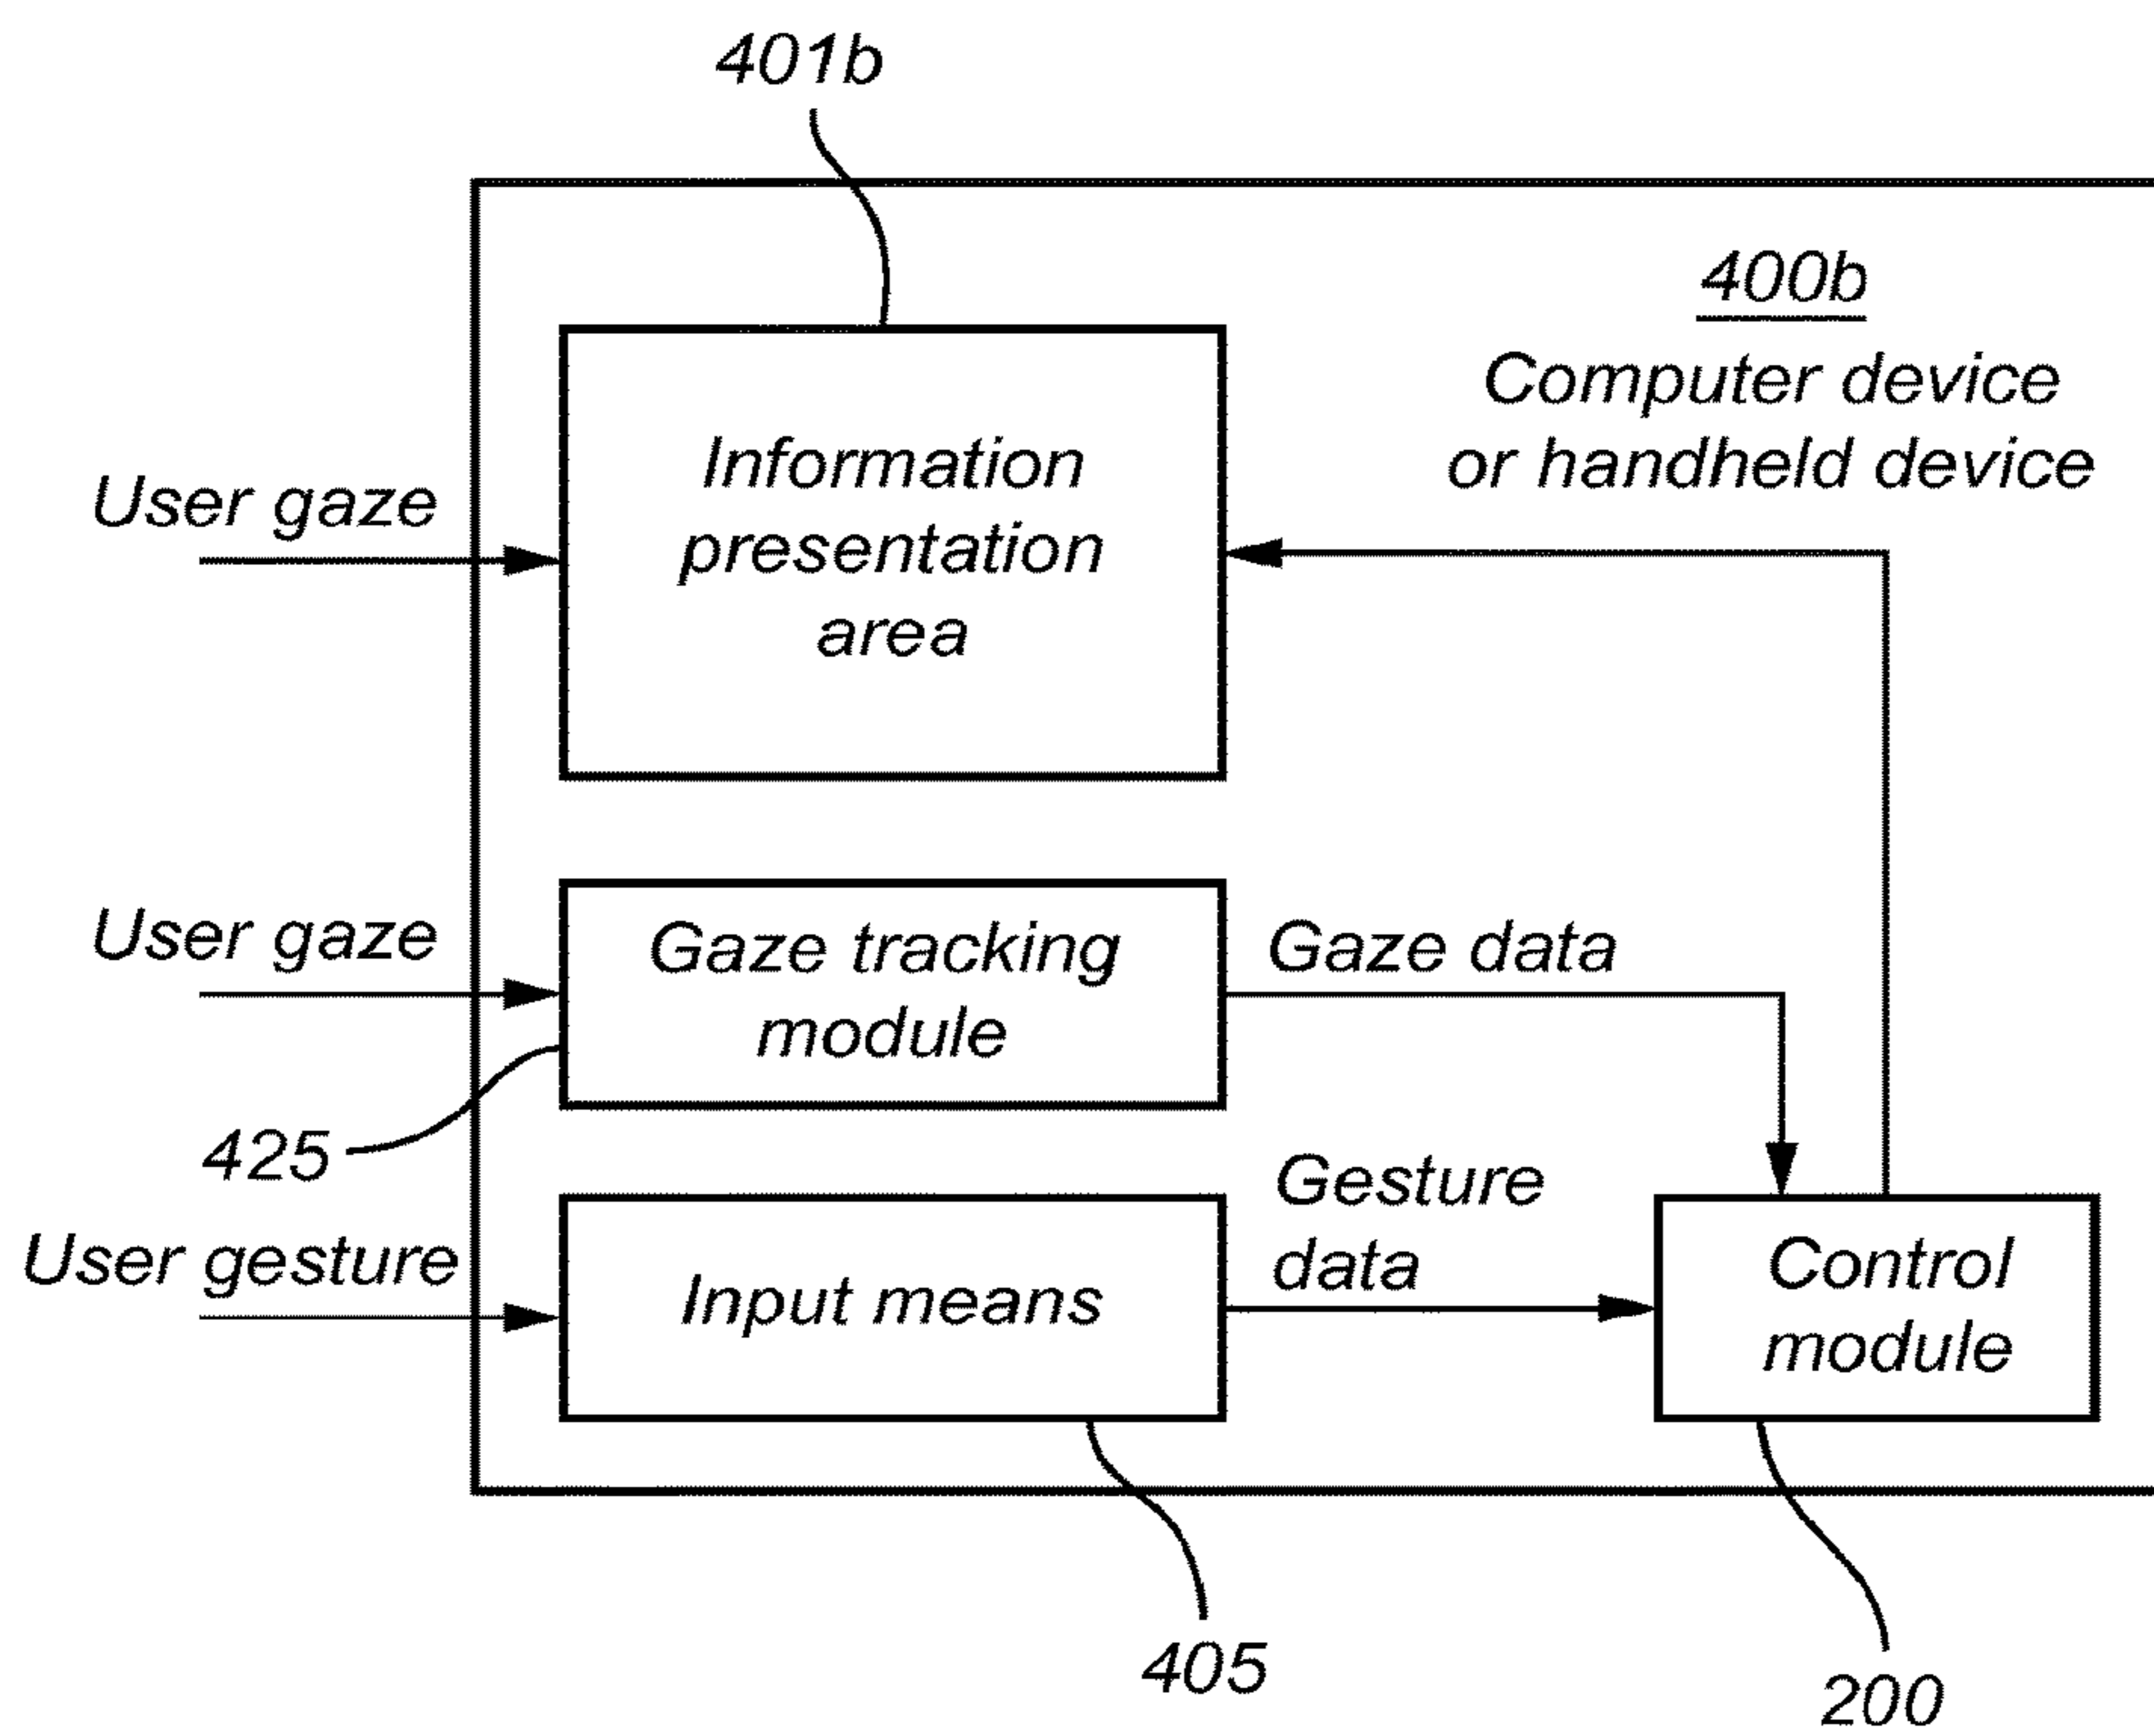 401b
400b
Computer device
or handheld device
Information
presentation
area
User gaze
User gaze
Gaze tracking
module
Gaze data
425
User gesture
Input means
Gesture
data
Control
module
405
200